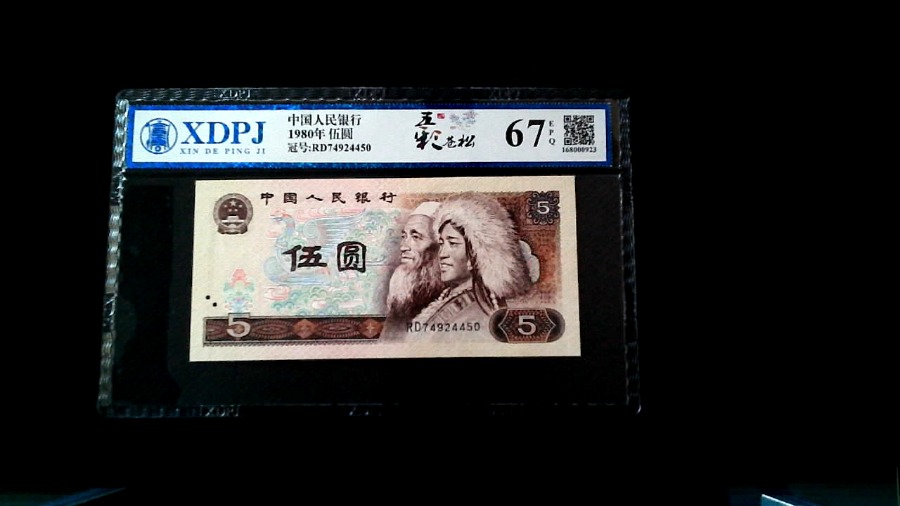 XDPJ
XIN DE PING JI
中国人民银行
1980年 伍圆
冠号:RD74924450
五彩苍松
67
EPQ
168000923
中国人民银行
5
伍圆
5
RD74924450
5